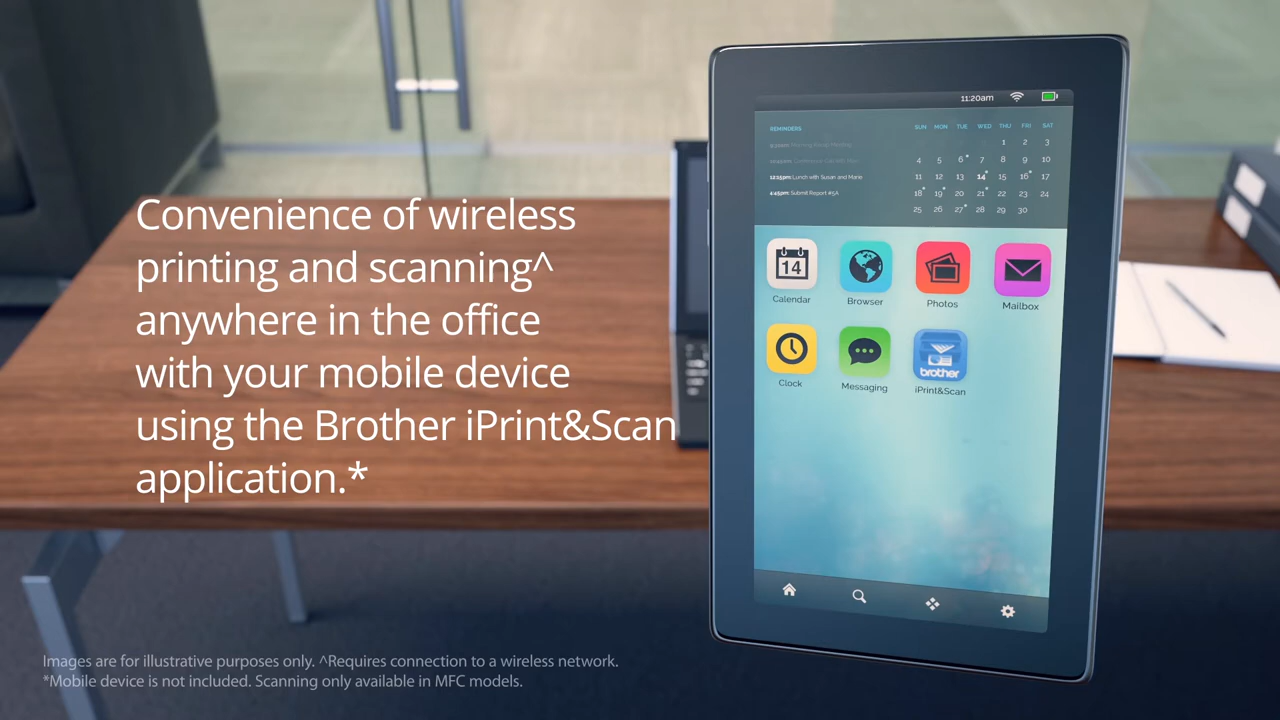 Convenience of wireless
printing and scanning^
anywhere in the office
with your mobile device
using the Brother iPrint&Scan
application.*
Images are for illustrative purposes only. ^Requires connection to a wireless network.
*Mobile device is not included. Scanning only available in MFC models.
11:20am
REMINDERS
12:15pm: Lunch with Susan and Marie
4:45pm: Submit Report #5A
SUN MON TUE WED THU FRI SAT
1 2 3
4 5 6 7 8 9 10
11 12 13 14 15 16 17
18 19 20 21 22 23 24
25 26 27 28 29 30
14
Calendar Browser Photos Mailbox
brother
Clock Messaging iPrint&Scan